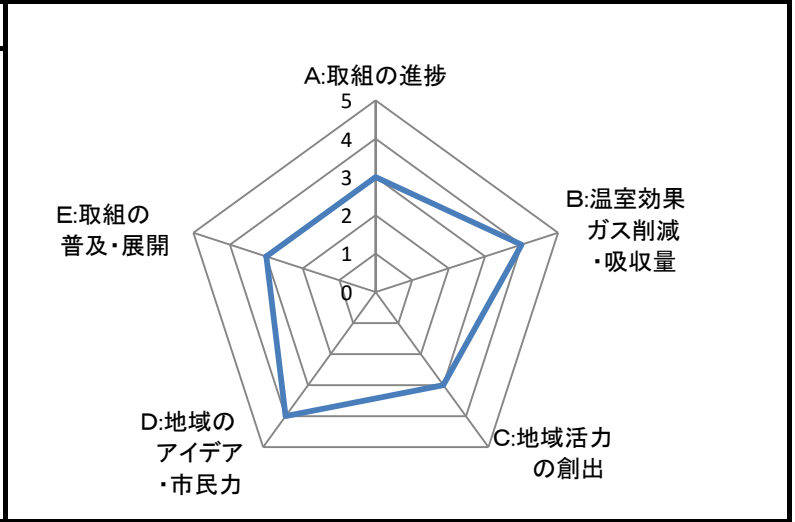 A:取組の進捗
5
4
3
2
1
0
B:温室効果
ガス削減
・吸収量
C:地域活力
の創出
D:地域の
アイデア
・市民力
E:取組の
普及・展開